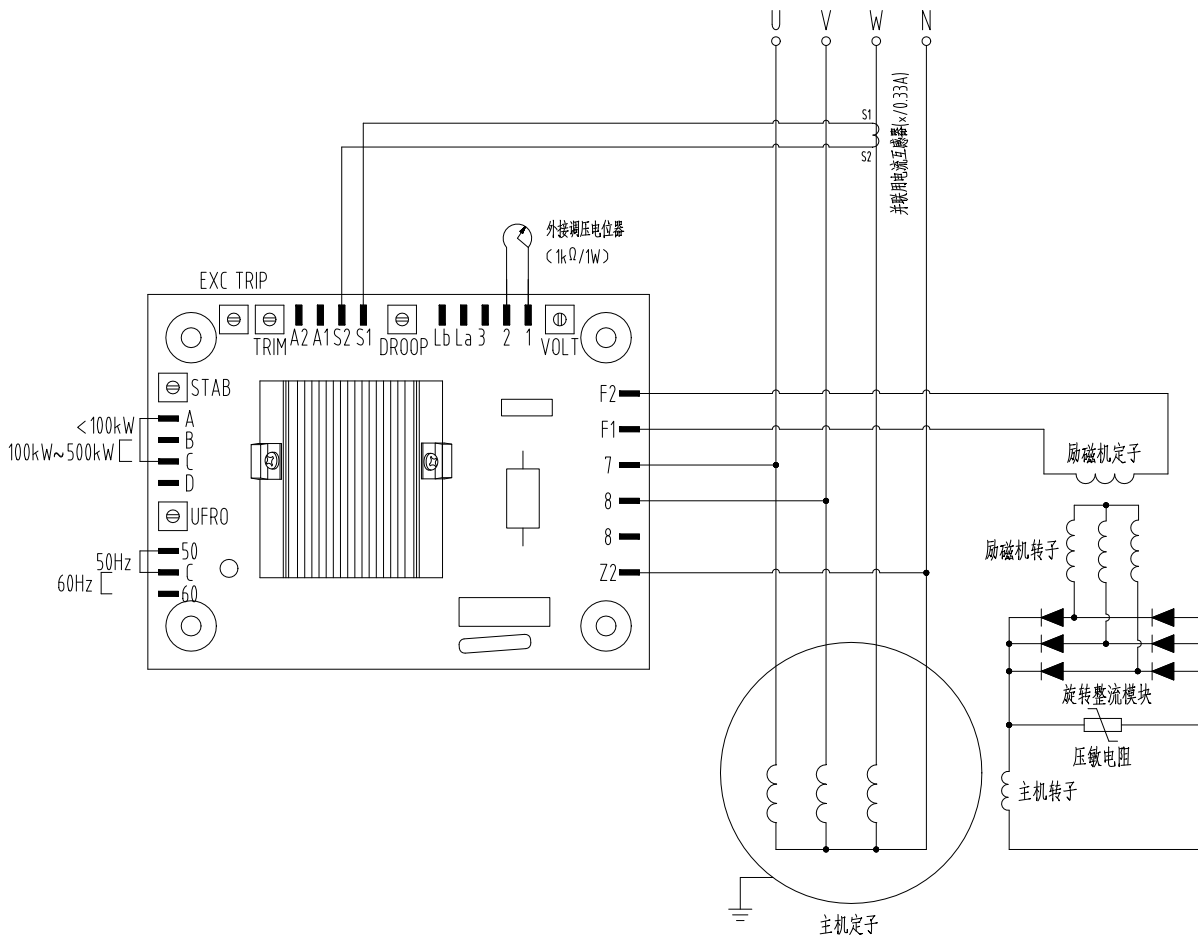 U V W N
S1
S2
并联用电流互感器(x/0.33A)
外接调压电位器
(1kΩ/1W)
EXC TRIP
TRIM A2 A1 S2 S1 DROOP Lb La 3 2 1 VOLT
STAB
F2
<100kW A
F1
B
100kW~500kW
C
励磁机定子
7
D
8
UFRO
8
励磁机转子
50
50Hz
C
Z2
60Hz
60
旋转整流模块
压敏电阻
主机转子
主机定子